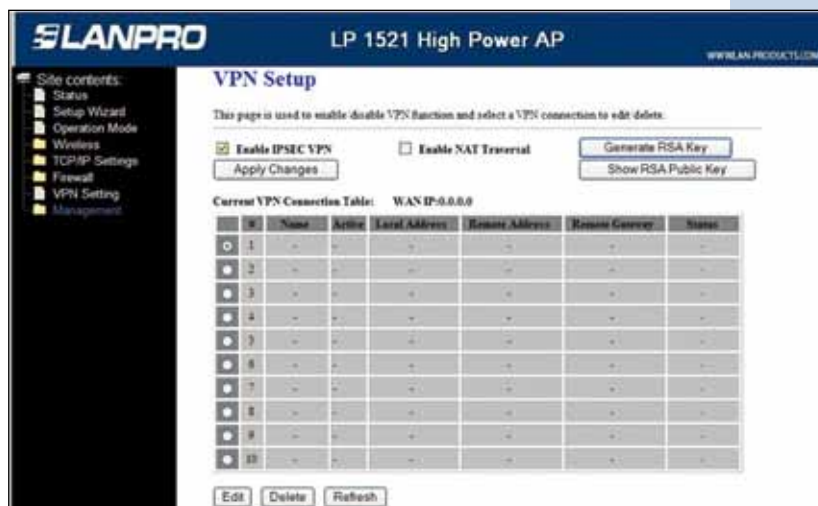 LANPRO
LP 1521 High Power AP
WWW.LAN-PRODUCTS.COM
Site contents:
Status
Setup Wizard
Operation Mode
Wireless
TCP/IP Settings
Firewall
VPN Setting
Management
VPN Setup
This page is used to enable/disable VPN function and select a VPN connection to edit/delete.
Enable IPSEC VPN Enable NAT Traversal Generate RSA Key
Apply Changes Show RSA Public Key
Current VPN Connection Table: WAN IP:0.0.0.0
# Name Active Local Address Remote Address Remote Gateway Status
1 - - - - - -
2 - - - - - -
3 - - - - - -
4 - - - - - -
5 - - - - - -
6 - - - - - -
7 - - - - - -
8 - - - - - -
9 - - - - - -
10 - - - - - -
Edit Delete Refresh